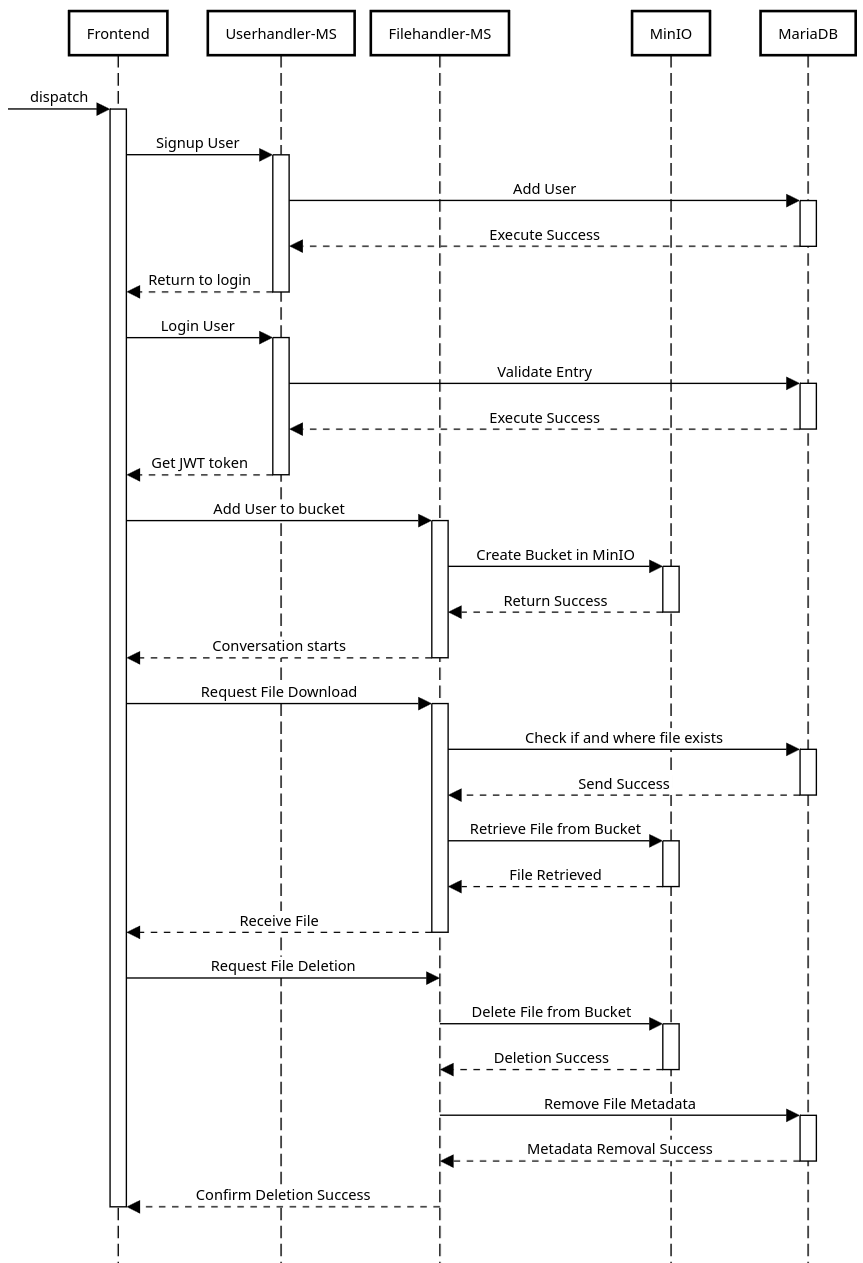 Frontend
Userhandler-MS
Filehandler-MS
MinIO
MariaDB
dispatch
Signup User
Add User
Execute Success
Return to login
Login User
Validate Entry
Execute Success
Get JWT token
Add User to bucket
Create Bucket in MinIO
Return Success
Conversation starts
Request File Download
Check if and where file exists
Send Success
Retrieve File from Bucket
File Retrieved
Receive File
Request File Deletion
Delete File from Bucket
Deletion Success
Remove File Metadata
Metadata Removal Success
Confirm Deletion Success